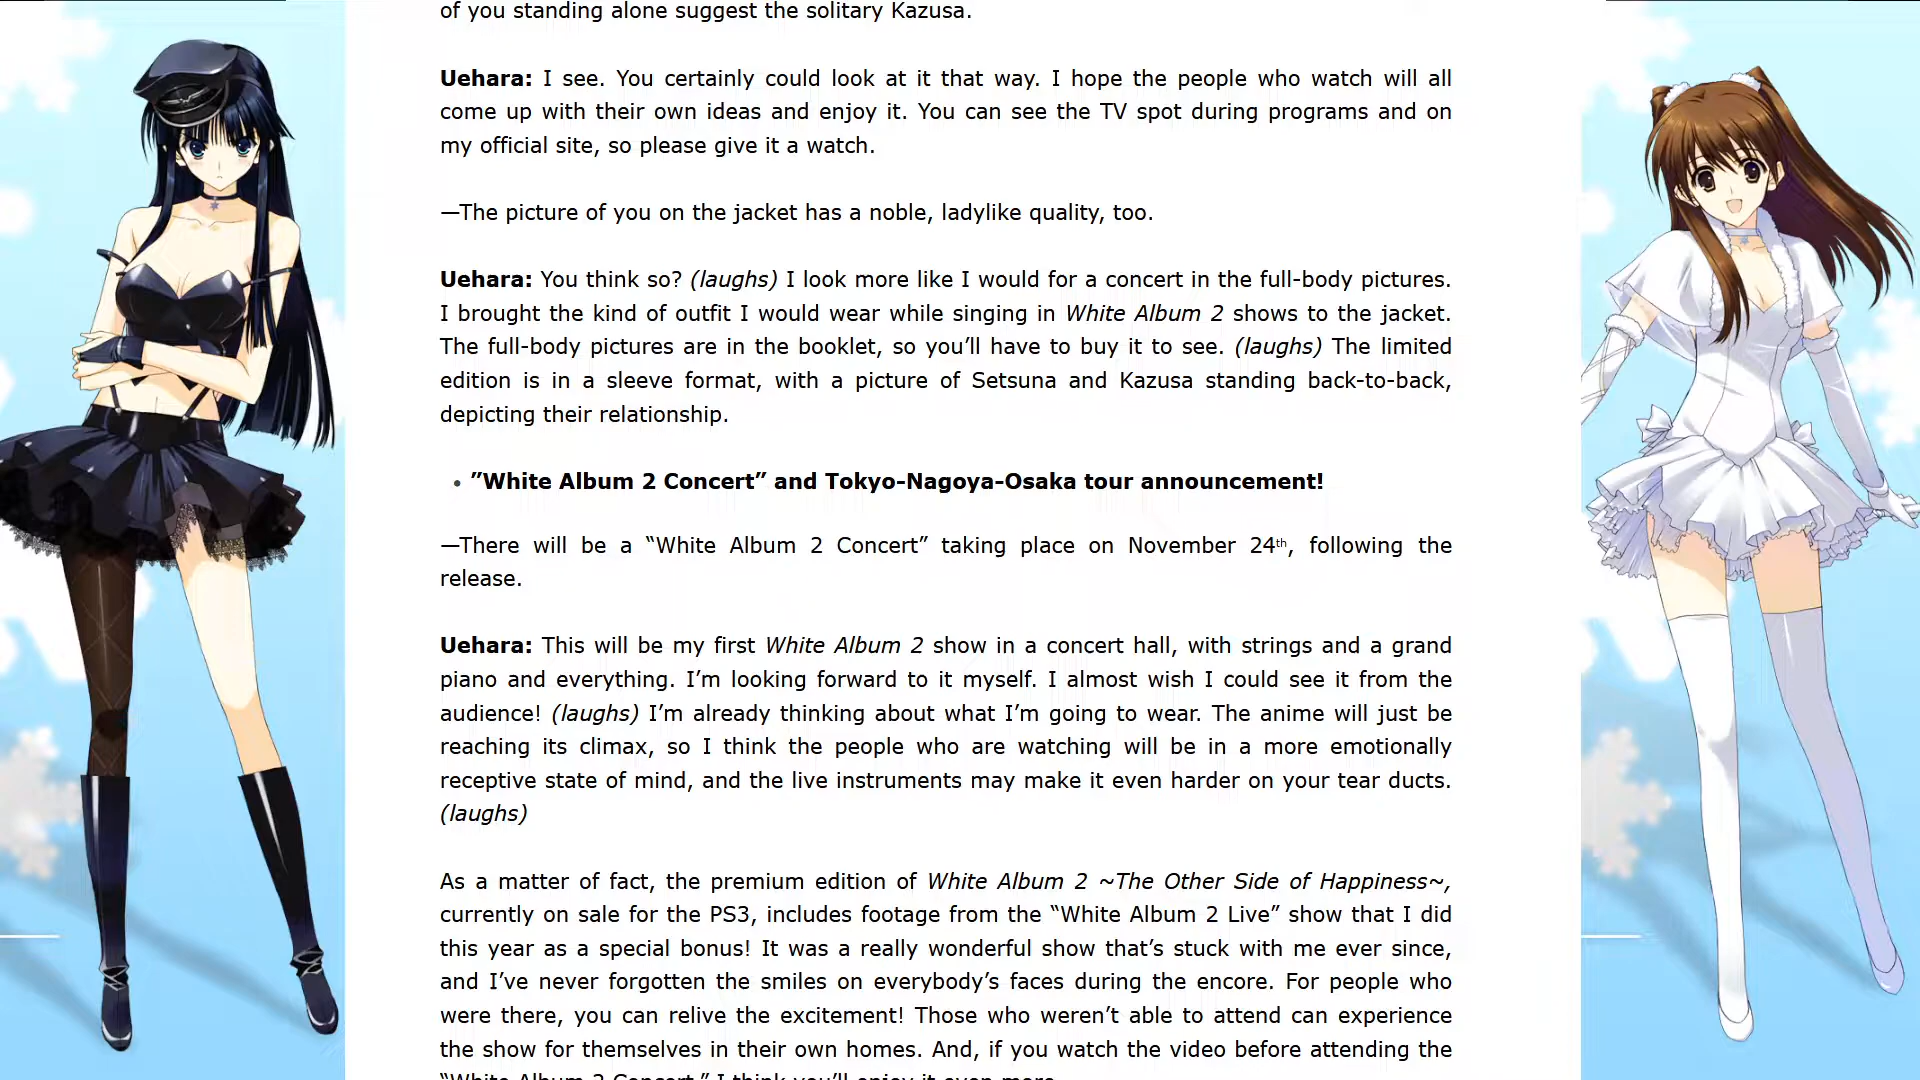 of you standing alone suggest the solitary Kazusa.
Uehara: I see. You certainly could look at it that way. I hope the people who watch will all
come up with their own ideas and enjoy it. You can see the TV spot during programs and on
my official site, so please give it a watch.
—The picture of you on the jacket has a noble, ladylike quality, too.
Uehara: You think so? (laughs) I look more like I would for a concert in the full-body pictures.
I brought the kind of outfit I would wear while singing in White Album 2 shows to the jacket.
The full-body pictures are in the booklet, so you’ll have to buy it to see. (laughs) The limited
edition is in a sleeve format, with a picture of Setsuna and Kazusa standing back-to-back,
depicting their relationship.
• ”White Album 2 Concert” and Tokyo-Nagoya-Osaka tour announcement!
—There will be a “White Album 2 Concert” taking place on November 24th, following the
release.
Uehara: This will be my first White Album 2 show in a concert hall, with strings and a grand
piano and everything. I’m looking forward to it myself. I almost wish I could see it from the
audience! (laughs) I’m already thinking about what I’m going to wear. The anime will just be
reaching its climax, so I think the people who are watching will be in a more emotionally
receptive state of mind, and the live instruments may make it even harder on your tear ducts.
(laughs)
As a matter of fact, the premium edition of White Album 2 ~The Other Side of Happiness~,
currently on sale for the PS3, includes footage from the “White Album 2 Live” show that I did
this year as a special bonus! It was a really wonderful show that’s stuck with me ever since,
and I’ve never forgotten the smiles on everybody’s faces during the encore. For people who
were there, you can relive the excitement! Those who weren’t able to attend can experience
the show for themselves in their own homes. And, if you watch the video before attending the
“White Album 2 Concert,” I think you’ll enjoy it even more.